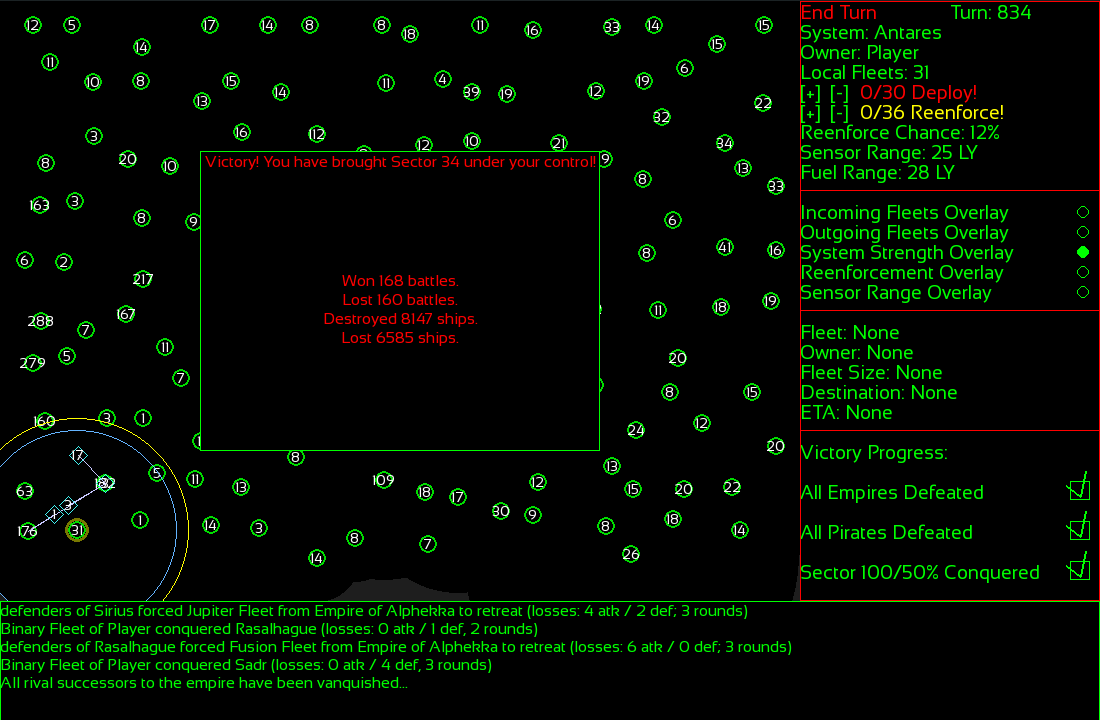 12 5 17 14 8 8 18 11 16 33 14 15
14 15
11 6
10 8 15 14 11 4 39 19 12 19
13 22
32
3 16 112 12 10 21 34
8 20 10 9 13
8 33
163 3
8 9 6
6 2 8 41 16
217
288 167 11 18 19
7
279 5 11 20
7 8 15
160 3 1 24 12
17 20
5 8 13
63 11 13 109 18 17 12 15 20 22
3
1 30 9
176 31 1 14 3 8 18 14
8 7
14 26
Victory! You have brought Sector 34 under your control!
Won 168 battles.
Lost 160 battles.
Destroyed 8147 ships.
Lost 6585 ships.
End Turn Turn: 834
System: Antares
Owner: Player
Local Fleets: 31
[+] [-] 0/30 Deploy!
[+] [-] 0/36 Reenforce!
Reenforce Chance: 12%
Sensor Range: 25 LY
Fuel Range: 28 LY
Incoming Fleets Overlay
Outgoing Fleets Overlay
System Strength Overlay
Reenforcement Overlay
Sensor Range Overlay
Fleet: None
Owner: None
Fleet Size: None
Destination: None
ETA: None
Victory Progress:
All Empires Defeated
All Pirates Defeated
Sector 100/50% Conquered
defenders of Sirius forced Jupiter Fleet from Empire of Alphekka to retreat (losses: 4 atk / 2 def; 3 rounds)
Binary Fleet of Player conquered Rasalhague (losses: 0 atk / 1 def, 2 rounds)
defenders of Rasalhague forced Fusion Fleet from Empire of Alphekka to retreat (losses: 6 atk / 0 def; 3 rounds)
Binary Fleet of Player conquered Sadr (losses: 0 atk / 4 def, 3 rounds)
All rival successors to the empire have been vanquished...